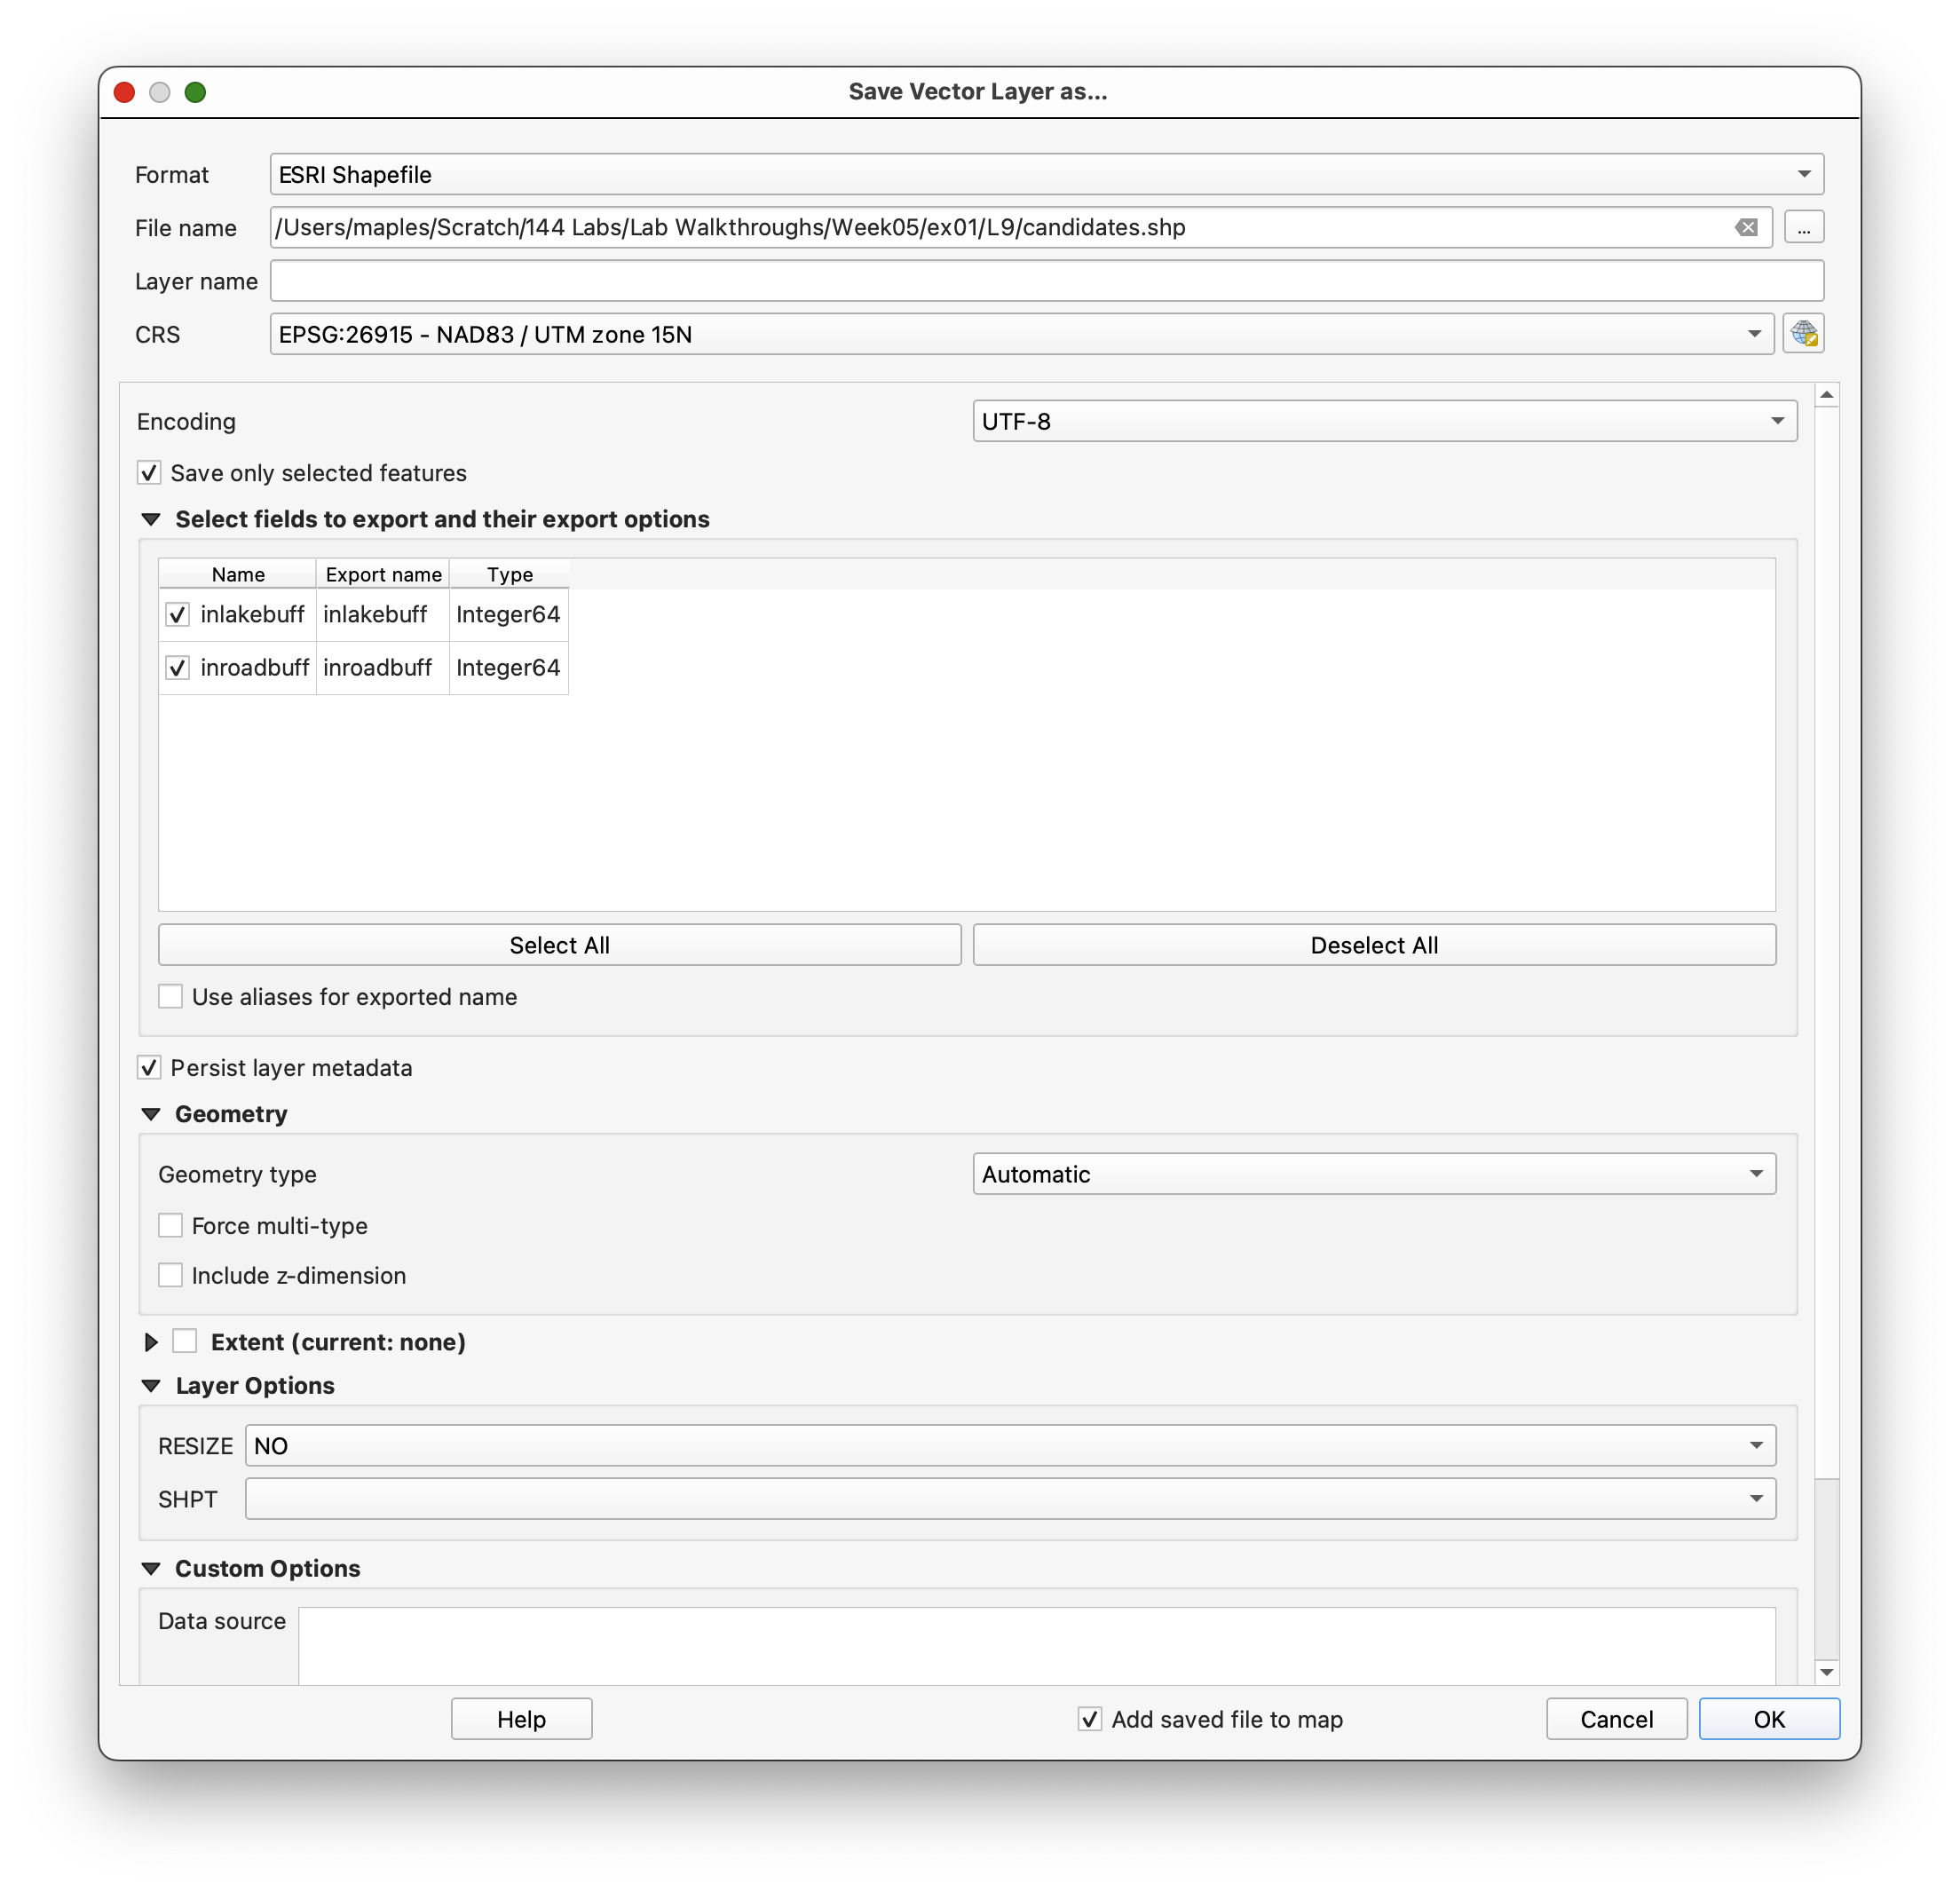 Save Vector Layer as...
Format ESRI Shapefile
File name /Users/maples/Scratch/144 Labs/Lab Walkthroughs/Week05/ex01/L9/candidates.shp ...
Layer name
CRS EPSG:26915 - NAD83 / UTM zone 15N
Encoding UTF-8
Save only selected features
Select fields to export and their export options
Name Export name Type
inlakebuff inlakebuff Integer64
inroadbuff inroadbuff Integer64
Select All Deselect All
Use aliases for exported name
Persist layer metadata
Geometry
Geometry type Automatic
Force multi-type
Include z-dimension
Extent (current: none)
Layer Options
RESIZE NO
SHPT
Custom Options
Data source
Help Add saved file to map Cancel OK